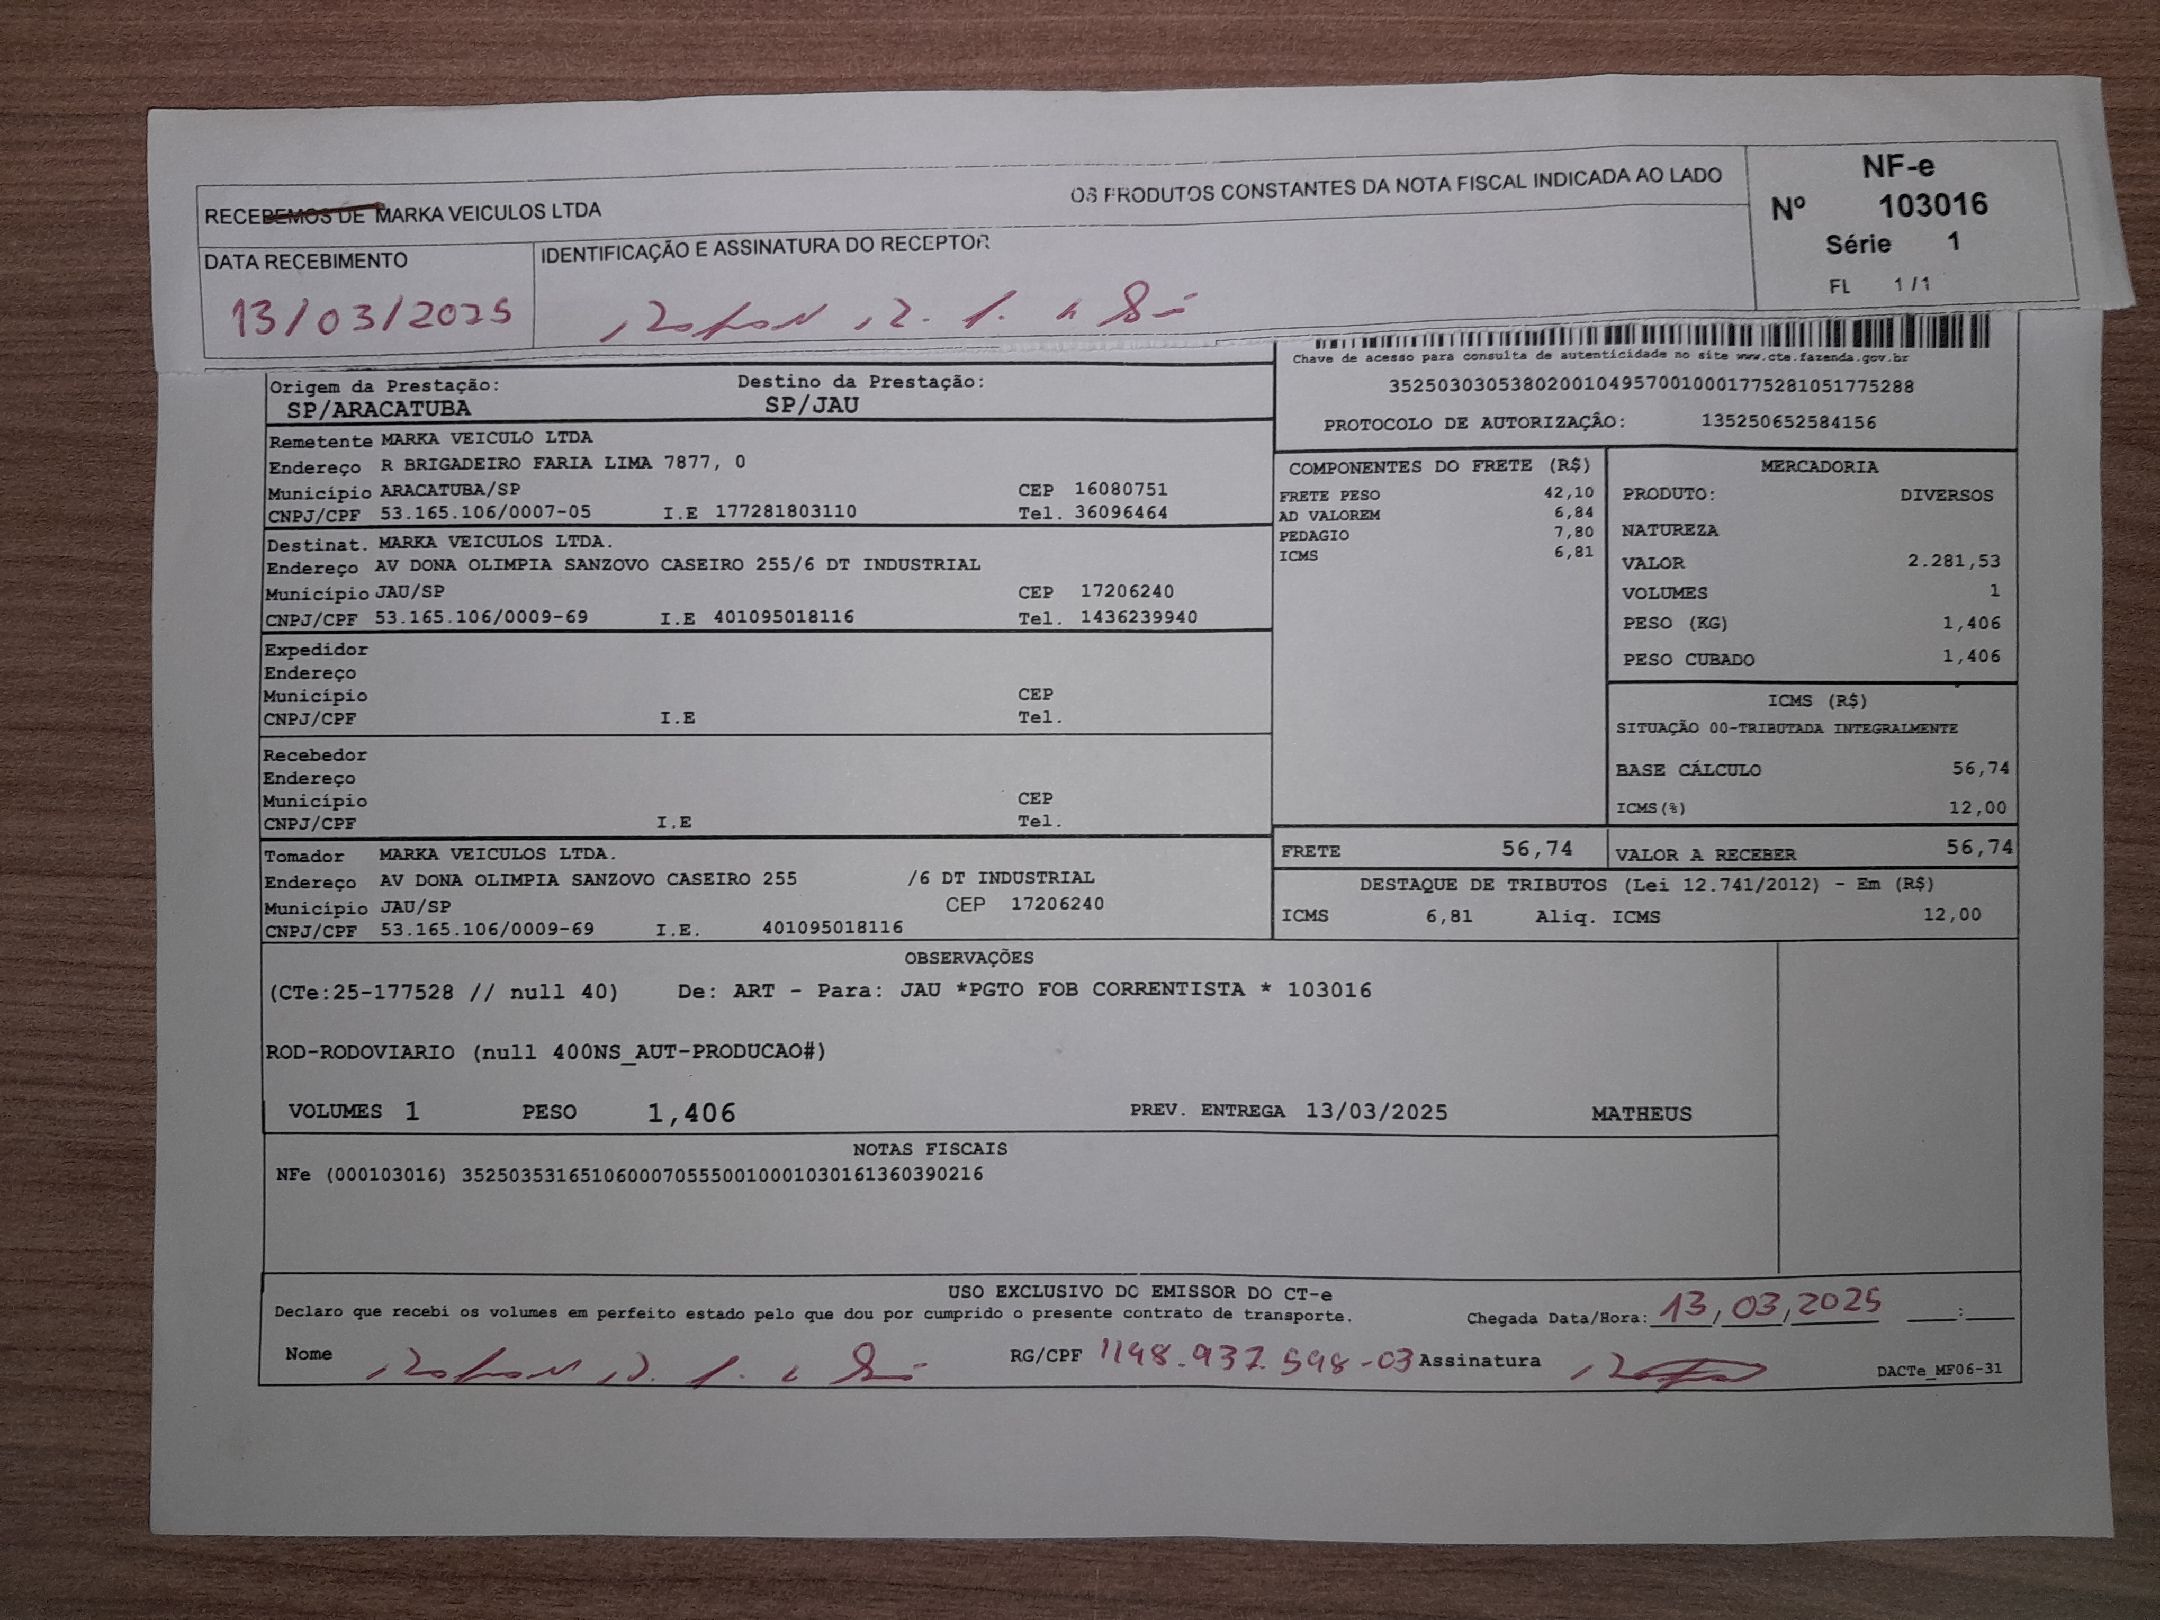 RECEBEMOS DE MARKA VEICULOS LTDA OS PRODUTOS CONSTANTES DA NOTA FISCAL INDICADA AO LADO
NF-e
Nº 103016
Série 1
FL 1 / 1
DATA RECEBIMENTO
IDENTIFICAÇÃO E ASSINATURA DO RECEPTOR
13/03/2025
Chave de acesso para consulta de autenticidade no site www.cte.fazenda.gov.br
35250303053802001049570010001775281051775288
PROTOCOLO DE AUTORIZAÇÂO: 135250652584156
Origem da Prestação: Destino da Prestação:
SP/ARACATUBA SP/JAU
Remetente MARKA VEICULO LTDA
Endereço R BRIGADEIRO FARIA LIMA 7877, 0
Município ARACATUBA/SP CEP 16080751
CNPJ/CPF 53.165.106/0007-05 I.E 177281803110 Tel. 36096464
Destinat. MARKA VEICULOS LTDA.
Endereço AV DONA OLIMPIA SANZOVO CASEIRO 255/6 DT INDUSTRIAL
Município JAU/SP CEP 17206240
CNPJ/CPF 53.165.106/0009-69 I.E 401095018116 Tel. 1436239940
Expedidor
Endereço
Município CEP
CNPJ/CPF I.E Tel.
Recebedor
Endereço
Município CEP
CNPJ/CPF I.E Tel.
Tomador MARKA VEICULOS LTDA.
Endereço AV DONA OLIMPIA SANZOVO CASEIRO 255 /6 DT INDUSTRIAL
Município JAU/SP CEP 17206240
CNPJ/CPF 53.165.106/0009-69 I.E. 401095018116
COMPONENTES DO FRETE (R$)
FRETE PESO 42,10
AD VALOREM 6,84
PEDAGIO 7,80
ICMS 6,81
MERCADORIA
PRODUTO: DIVERSOS
NATUREZA
VALOR 2.281,53
VOLUMES 1
PESO (KG) 1,406
PESO CUBADO 1,406
ICMS (R$)
SITUAÇÃO 00-TRIBUTADA INTEGRALMENTE
BASE CÁLCULO 56,74
ICMS(%) 12,00
FRETE 56,74 VALOR A RECEBER 56,74
DESTAQUE DE TRIBUTOS (Lei 12.741/2012) - Em (R$)
ICMS 6,81 Aliq. ICMS 12,00
OBSERVAÇÕES
(CTe:25-177528 // null 40) De: ART - Para: JAU *PGTO FOB CORRENTISTA * 103016
ROD-RODOVIARIO (null 400NS_AUT-PRODUCAO#)
VOLUMES 1 PESO 1,406 PREV. ENTREGA 13/03/2025 MATHEUS
NOTAS FISCAIS
NFe (000103016) 35250353165106000705550010001030161360390216
USO EXCLUSIVO DO EMISSOR DO CT-e
Declaro que recebi os volumes em perfeito estado pelo que dou por cumprido o presente contrato de transporte.
Chegada Data/Hora: 13/03/2025 :
Nome RG/CPF 1148.937.598-03 Assinatura
DACTe_MF06-31